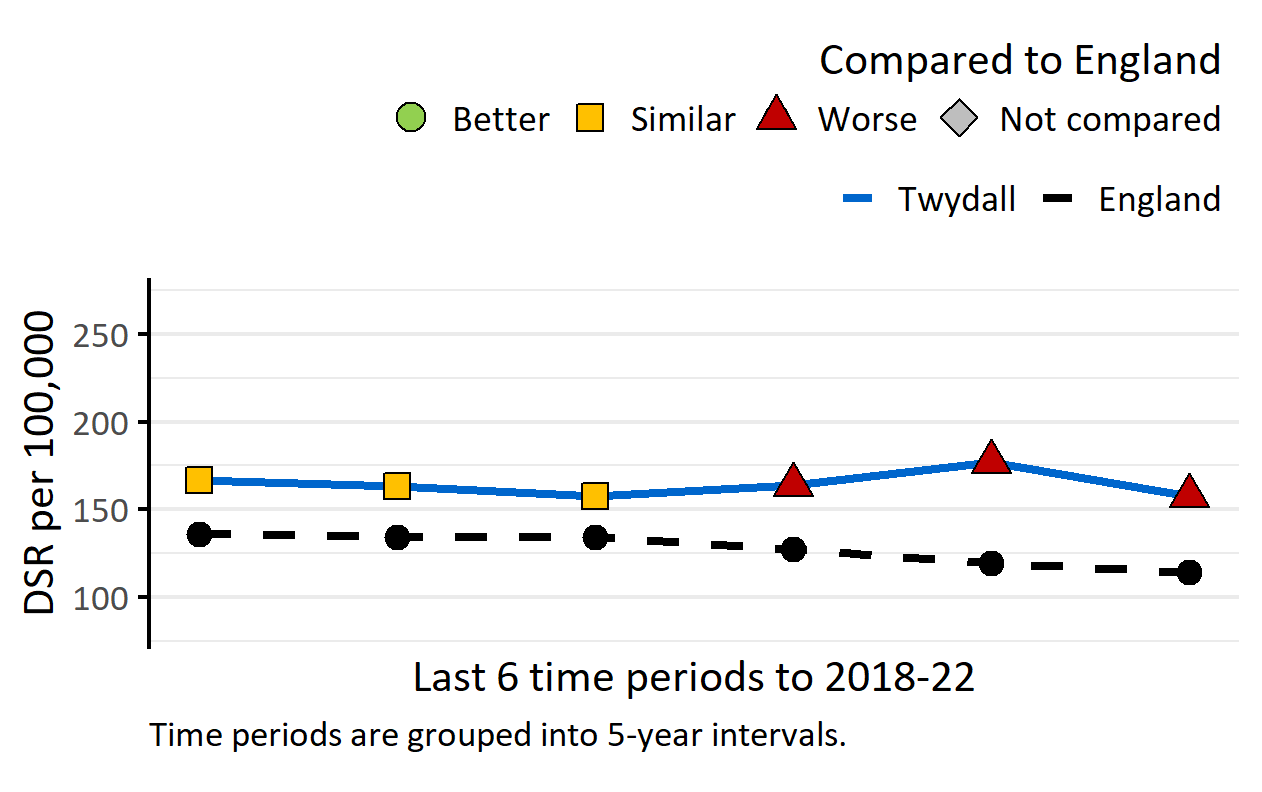 Compared to England
Better Similar Worse Not compared
Twydall England
DSR per 100,000
250
200
150
100
Last 6 time periods to 2018-22
Time periods are grouped into 5-year intervals.